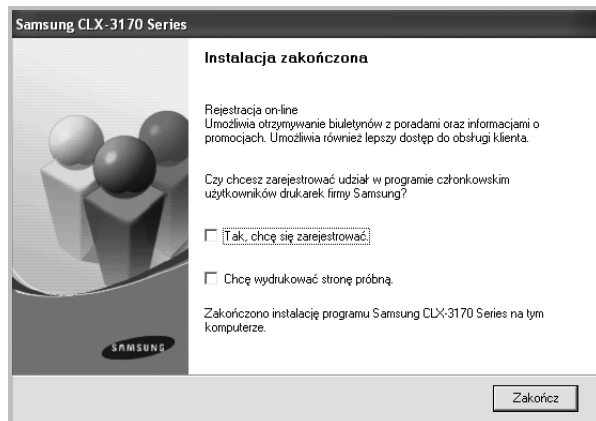 Samsung CLX-3170 Series
Instalacja zakończona
Rejestracja on-line
Umożliwia otrzymywanie biuletynów z poradami oraz informacjami o
promocjach. Umożliwia również lepszy dostęp do obsługi klienta.
Czy chcesz zarejestrować udział w programie członkowskim
użytkowników drukarek firmy Samsung?
Tak, chcę się zarejestrować.
Chcę wydrukować stronę próbną.
Zakończono instalację programu Samsung CLX-3170 Series na tym
komputerze.
SAMSUNG
Zakończ